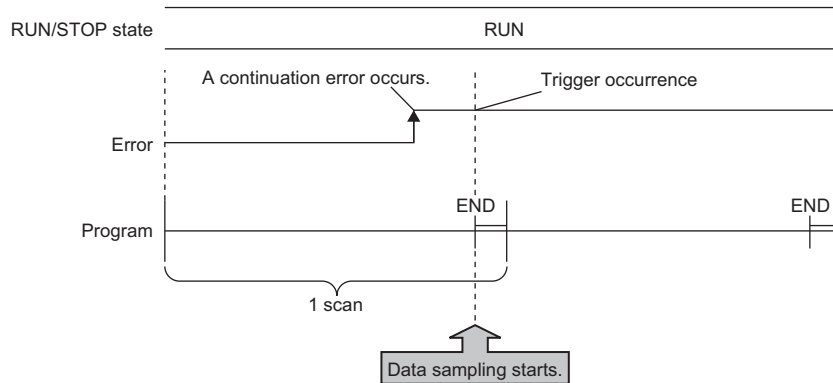 RUN/STOP state
RUN
A continuation error occurs.
Trigger occurrence
Error
END
END
Program
1 scan
Data sampling starts.